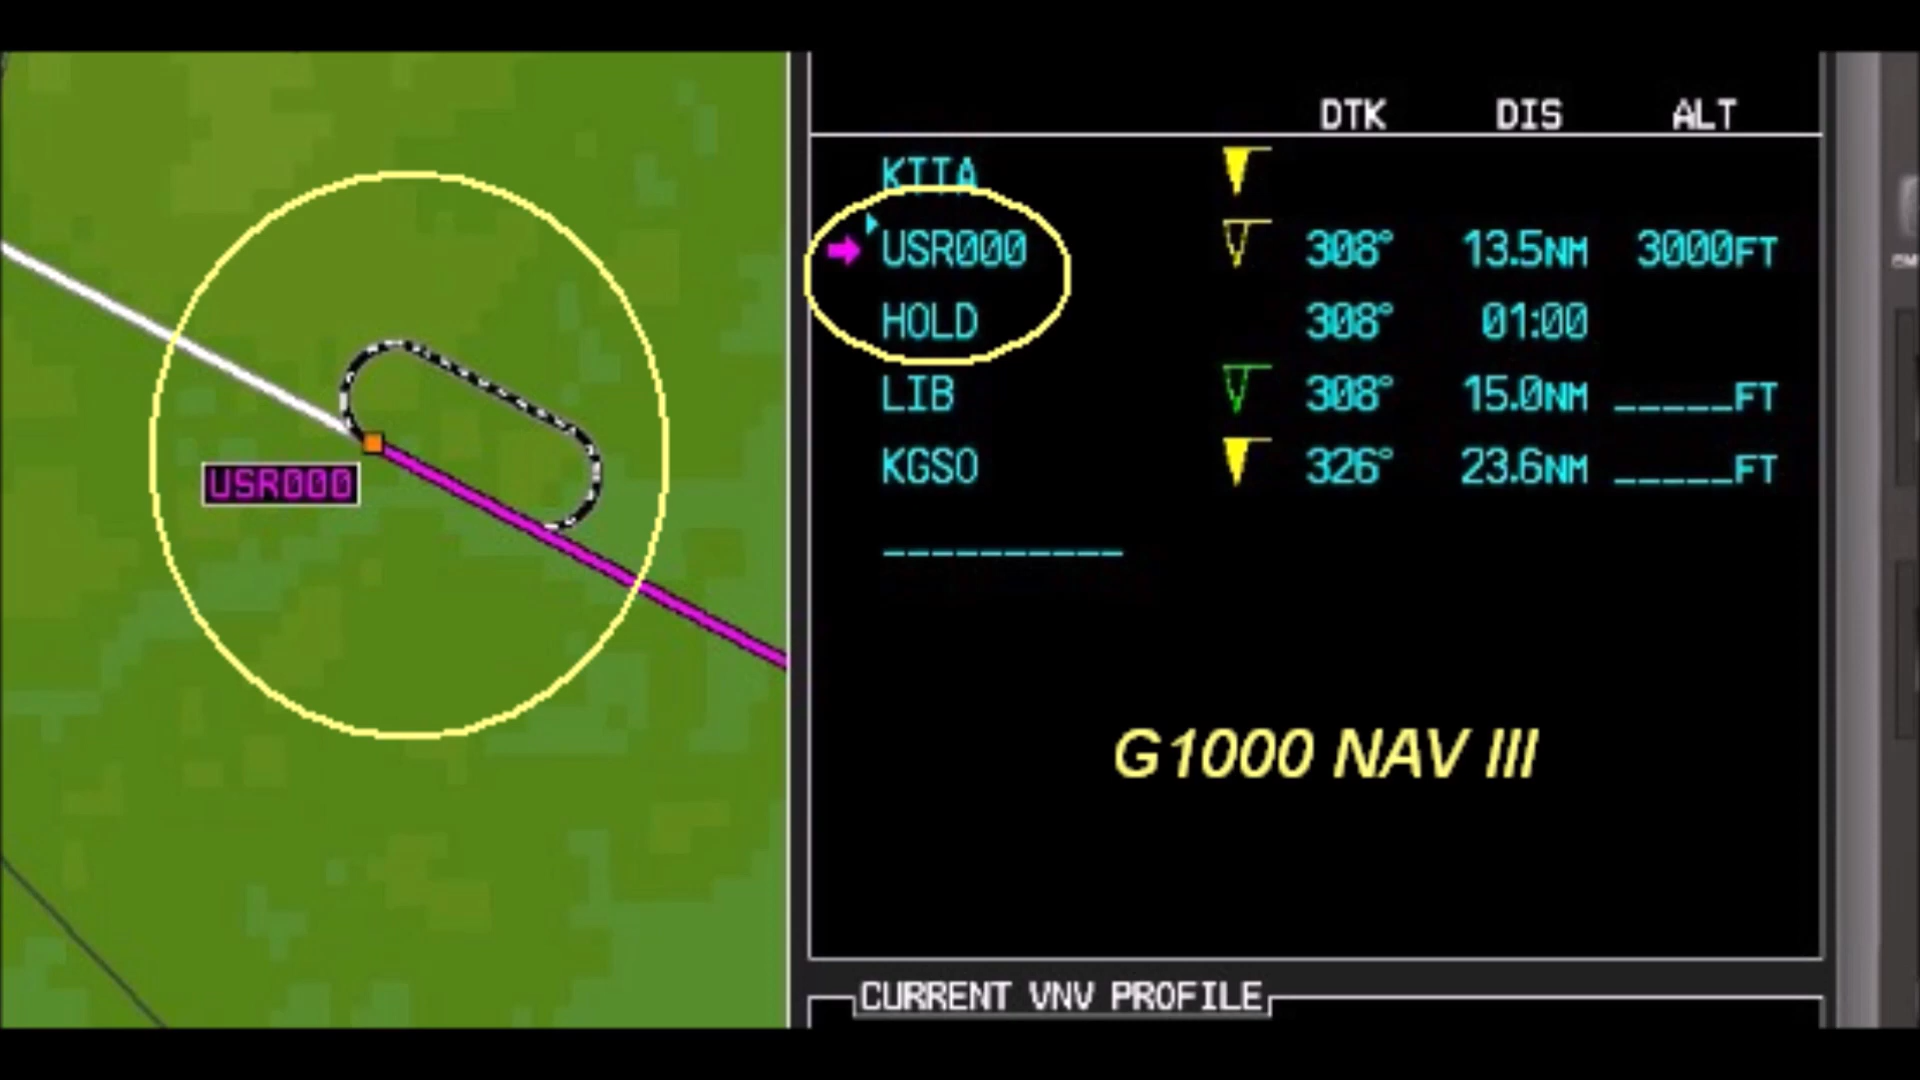 USR000
DTK DIS ALT
KTTA
USR000 308° 13.5NM 3000FT
HOLD 308° 01:00
LIB 308° 15.0NM _____FT
KGSO 326° 23.6NM _____FT
__________
G1000 NAV III
CURRENT VNV PROFILE